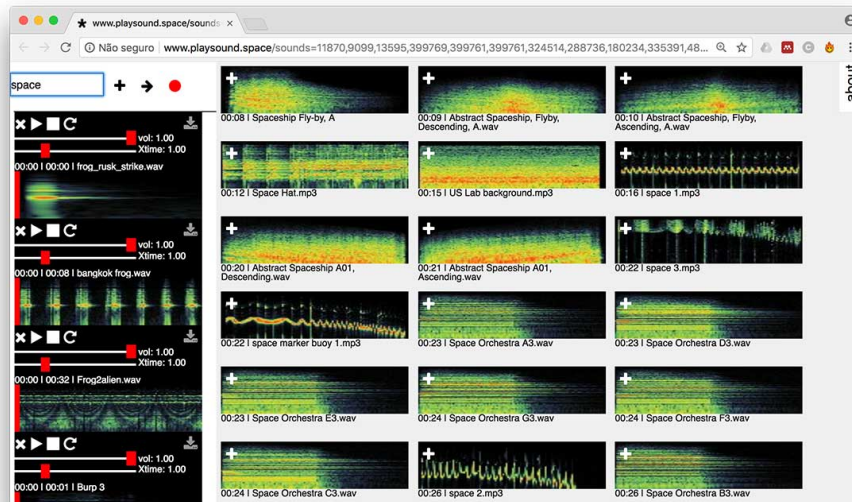 www.playsound.space/sounds
Não seguro
www.playsound.space/sounds=11870,9099,13595,399769,399761,399761,324514,288736,180234,335391,48...
space
about
vol: 1.00
Xtime: 1.00
00:00 | 00:00 | frog_rusk_strike.wav
vol: 1.00
Xtime: 1.00
00:00 | 00:08 | bangkok frog.wav
vol: 1.00
Xtime: 1.00
00:00 | 00:32 | Frog2alien.wav
vol: 1.00
Xtime: 1.00
00:00 | 00:01 | Burp 3
00:08 | Spaceship Fly-by, A
00:09 | Abstract Spaceship, Flyby,
Descending, A.wav
00:10 | Abstract Spaceship, Flyby,
Ascending, A.wav
00:12 | Space Hat.mp3
00:15 | US Lab background.mp3
00:16 | space 1.mp3
00:20 | Abstract Spaceship A01,
Descending.wav
00:21 | Abstract Spaceship A01,
Ascending.wav
00:22 | space 3.mp3
00:22 | space marker buoy 1.mp3
00:23 | Space Orchestra A3.wav
00:23 | Space Orchestra D3.wav
00:23 | Space Orchestra E3.wav
00:24 | Space Orchestra G3.wav
00:24 | Space Orchestra F3.wav
00:24 | Space Orchestra C3.wav
00:26 | space 2.mp3
00:26 | Space Orchestra B3.wav